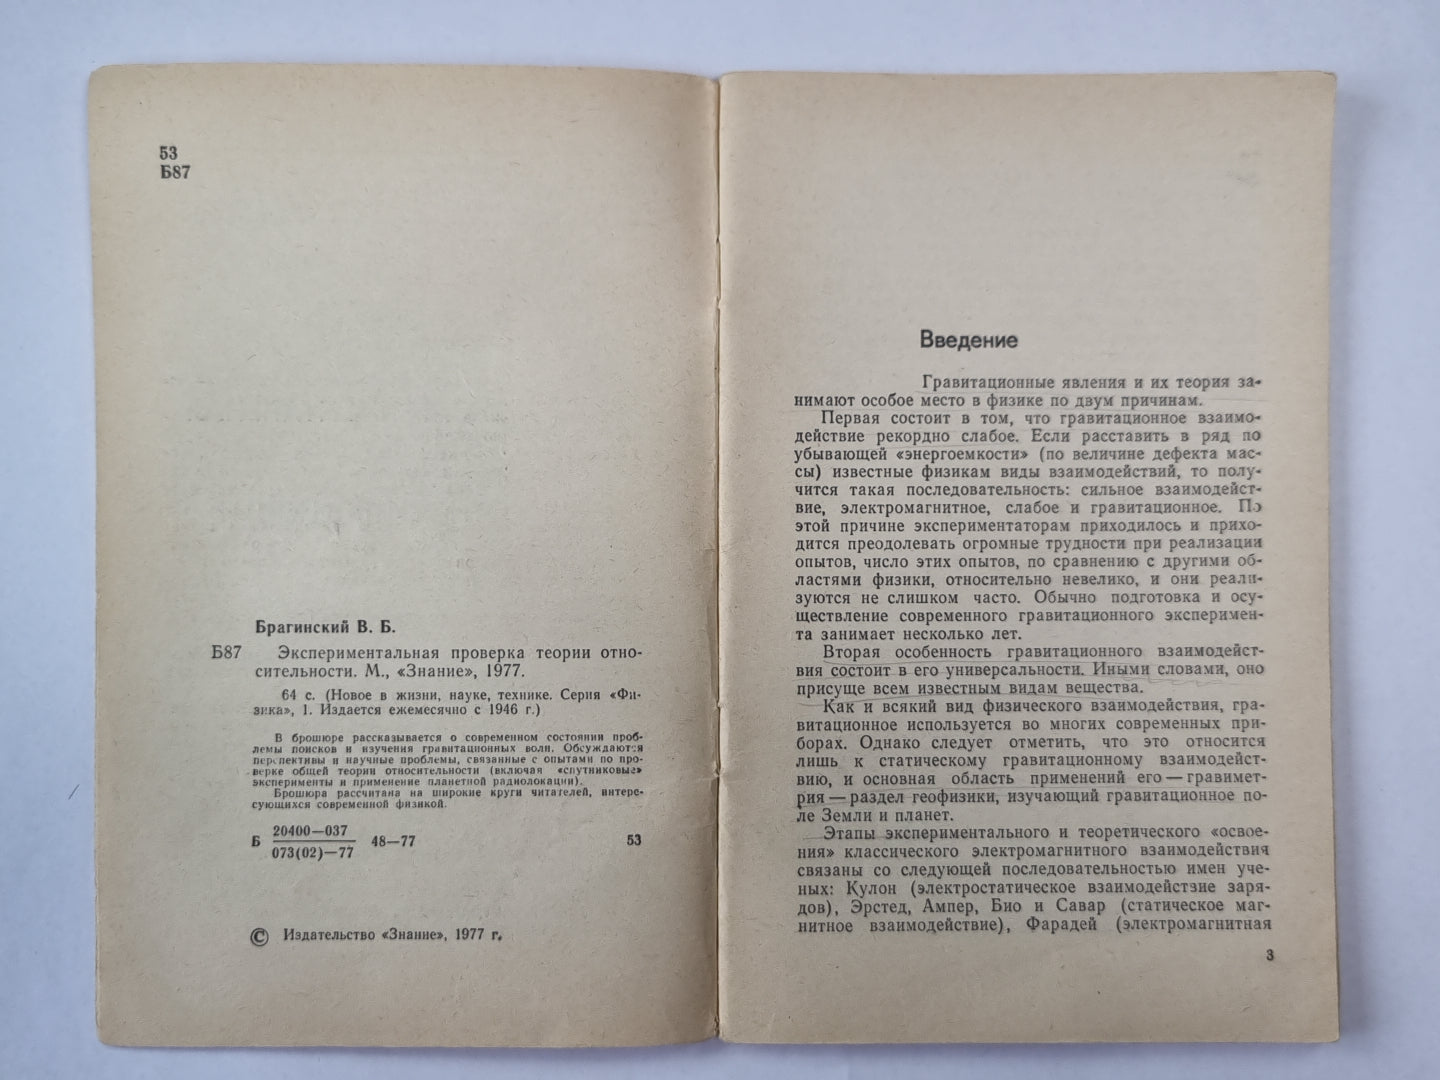 53
Б87
Брагинский В. Б.
Б87 Экспериментальная проверка теории отно-
сительности. М., «Знание», 1977.
64 с. (Новое в жизни, науке, технике. Серия «Фи-
зика», 1. Издается ежемесячно с 1946 г.)
В брошюре рассказывается о современном состоянии проб-
лемы поисков и изучения гравитационных волн. Обсуждаются
перспективы и научные проблемы, связанные с опытами по про-
верке общей теории относительности (включая «спутниковые»
эксперименты и применение планетной радиолокации).
Брошюра рассчитана на широкие круги читателей, интере-
сующихся современной физикой.
Б 20400—037 48—77 53
073(02)—77
© Издательство «Знание», 1977 г.
Введение
Гравитационные явления и их теория за-
нимают особое место в физике по двум причинам.
Первая состоит в том, что гравитационное взаимо-
действие рекордно слабое. Если расставить в ряд по
убывающей «энергоемкости» (по величине дефекта мас-
сы) известные физикам виды взаимодействий, то полу-
чится такая последовательность: сильное взаимодейст-
вие, электромагнитное, слабое и гравитационное. По
этой причине экспериментаторам приходилось и прихо-
дится преодолевать огромные трудности при реализации
опытов, число этих опытов, по сравнению с другими об-
ластями физики, относительно невелико, и они реали-
зуются не слишком часто. Обычно подготовка и осу-
ществление современного гравитационного эксперимен-
та занимает несколько лет.
Вторая особенность гравитационного взаимодейст-
вия состоит в его универсальности. Иными словами, оно
присуще всем известным видам вещества.
Как и всякий вид физического взаимодействия, гра-
витационное используется во многих современных при-
борах. Однако следует отметить, что это относится
лишь к статическому гравитационному взаимодейст-
вию, и основная область применений его — гравимет-
рия — раздел геофизики, изучающий гравитационное по-
ле Земли и планет.
Этапы экспериментального и теоретического «освое-
ния» классического электромагнитного взаимодействия
связаны со следующей последовательностью имен уче-
ных: Кулон (электростатическое взаимодействие заря-
дов), Эрстед, Ампер, Био и Савар (статическое маг-
нитное взаимодействие), Фарадей (электромагнитная
3